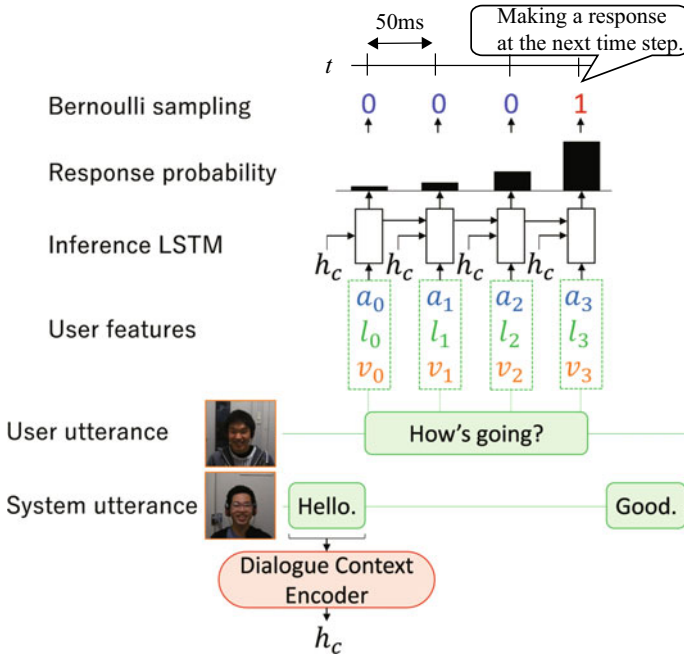 50ms
Making a response
at the next time step.
t
Bernoulli sampling 0 0 0 1
Response probability
Inference LSTM
h_c h_c h_c h_c
a_0 a_1 a_2 a_3
User features l_0 l_1 l_2 l_3
v_0 v_1 v_2 v_3
User utterance How's going?
System utterance Hello. Good.
Dialogue Context
Encoder
h_c